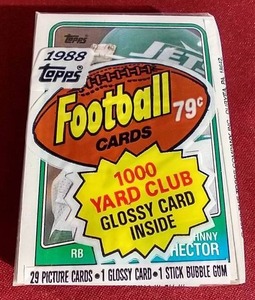 1988
Topps
TOPPS
JETS
Football
79¢
CARDS
1000
YARD CLUB
GLOSSY CARD
INSIDE
RB
HECTOR
29 PICTURE CARDS • 1 GLOSSY CARD • 1 STICK BUBBLE GUM